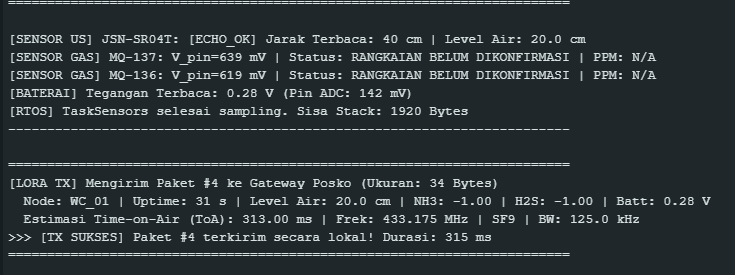 ================================================================================
[SENSOR US] JSN-SR04T: [ECHO_OK] Jarak Terbaca: 40 cm | Level Air: 20.0 cm
[SENSOR GAS] MQ-137: V_pin=639 mV | Status: RANGKAIAN BELUM DIKONFIRMASI | PPM: N/A
[SENSOR GAS] MQ-136: V_pin=619 mV | Status: RANGKAIAN BELUM DIKONFIRMASI | PPM: N/A
[BATERAI] Tegangan Terbaca: 0.28 V (Pin ADC: 142 mV)
[RTOS] TaskSensors selesai sampling. Sisa Stack: 1920 Bytes
--------------------------------------------------------------------------------
================================================================================
[LORA TX] Mengirim Paket #4 ke Gateway Posko (Ukuran: 34 Bytes)
Node: WC_01 | Uptime: 31 s | Level Air: 20.0 cm | NH3: -1.00 | H2S: -1.00 | Batt: 0.28 V
Estimasi Time-on-Air (ToA): 313.00 ms | Frek: 433.175 MHz | SF9 | BW: 125.0 kHz
>>> [TX SUKSES] Paket #4 terkirim secara lokal! Durasi: 315 ms
================================================================================